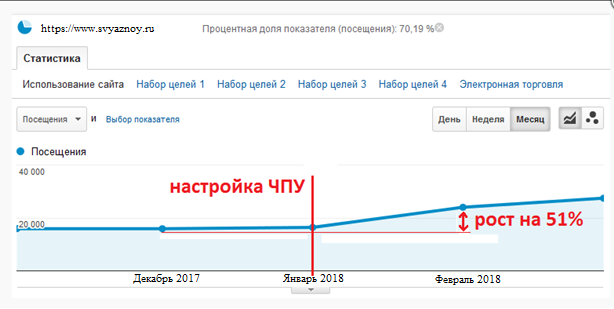 https://www.svyaznoy.ru Процентная доля показателя (посещения): 70,19 %
Статистика
Использование сайта Набор целей 1 Набор целей 2 Набор целей 3 Набор целей 4 Электронная торговля
Посещения и Выбор показателя День Неделя Месяц
Посещения
40 000
настройка ЧПУ
20,000
рост на 51%
Декабрь 2017 Январь 2018 Февраль 2018